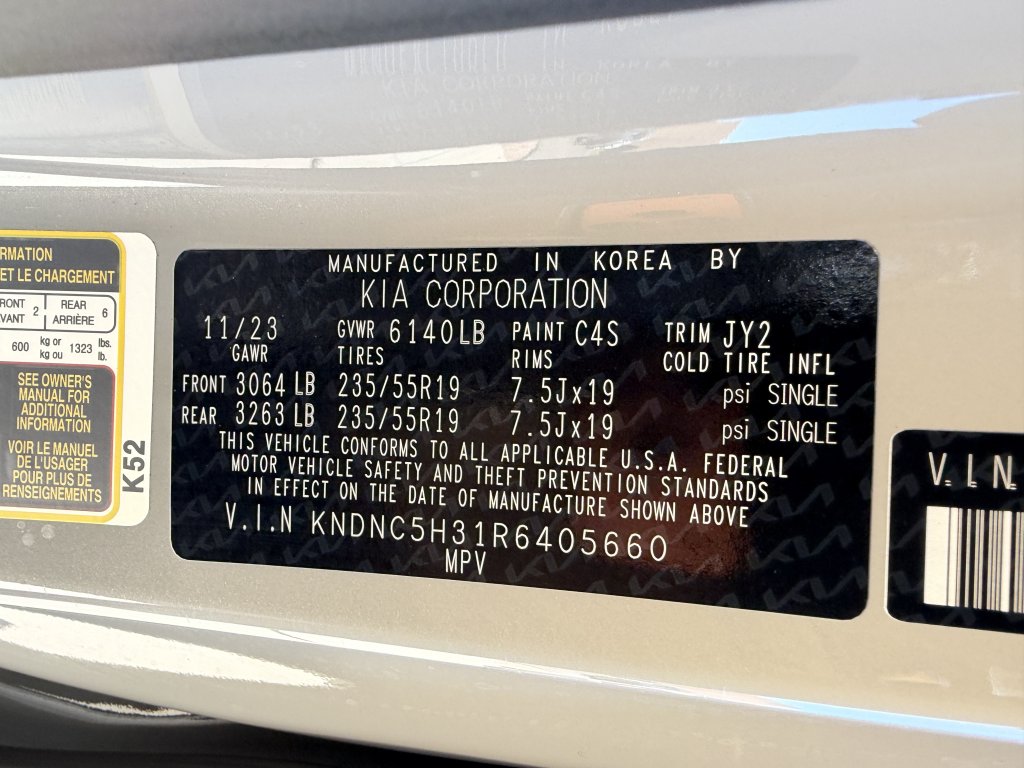 RMATION
ET LE CHARGEMENT
RONT
VANT 2 REAR
ARRIÈRE 6
600 kg or
kg ou 1323 lbs.
lb.
SEE OWNER'S
MANUAL FOR
ADDITIONAL
INFORMATION
VOIR LE MANUEL
DE L'USAGER
POUR PLUS DE
RENSEIGNEMENTS
K52
MANUFACTURED IN KOREA BY
KIA CORPORATION
11/23 GVWR 6140LB PAINT C4S TRIM JY2
GAWR TIRES RIMS COLD TIRE INFL
FRONT 3064 LB 235/55R19 7.5Jx19 psi SINGLE
REAR 3263 LB 235/55R19 7.5Jx19 psi SINGLE
THIS VEHICLE CONFORMS TO ALL APPLICABLE U.S.A. FEDERAL
MOTOR VEHICLE SAFETY AND THEFT PREVENTION STANDARDS
IN EFFECT ON THE DATE OF MANUFACTURE SHOWN ABOVE
V.I.N KNDNC5H31R6405660
MPV
V.I.N